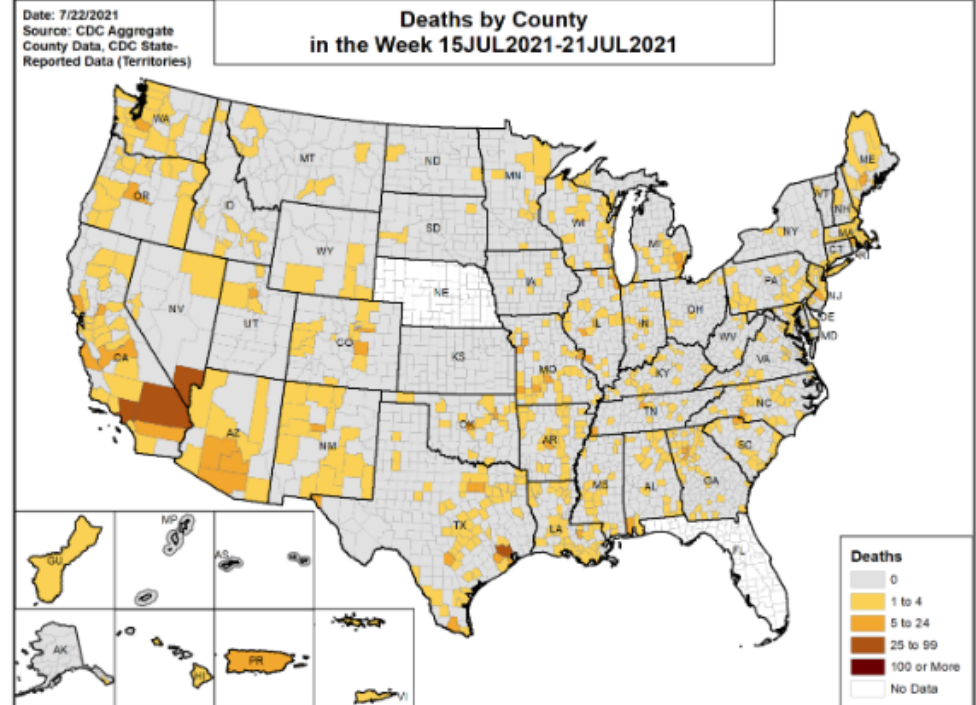 Date: 7/22/2021
Source: CDC Aggregate
County Data, CDC State-
Reported Data (Territories)
Deaths by County
in the Week 15JUL2021-21JUL2021
WA
MT
ND
MN
ME
OR
ID
SD
WI
MI
VT
NH
NY
MA
CT
RI
WY
IA
PA
NJ
NE
NV
UT
CO
IL
IN
OH
DE
MD
WV
VA
KS
MO
KY
CA
NC
TN
AZ
NM
OK
AR
SC
MS
AL
GA
TX
LA
FL
GU
MP
AS
AK
HI
PR
VI
Deaths
0
1 to 4
5 to 24
25 to 99
100 or More
No Data